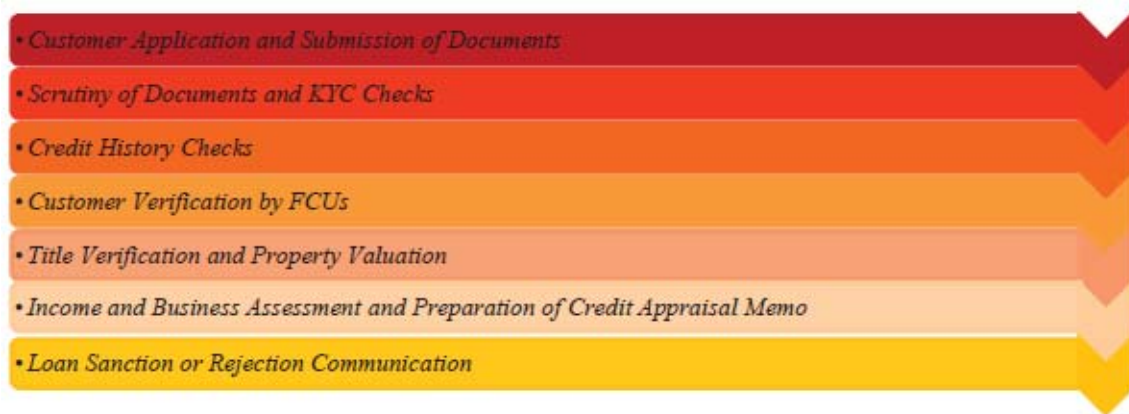 • Customer Application and Submission of Documents
• Scrutiny of Documents and KYC Checks
• Credit History Checks
• Customer Verification by FCUs
• Title Verification and Property Valuation
• Income and Business Assessment and Preparation of Credit Appraisal Memo
• Loan Sanction or Rejection Communication